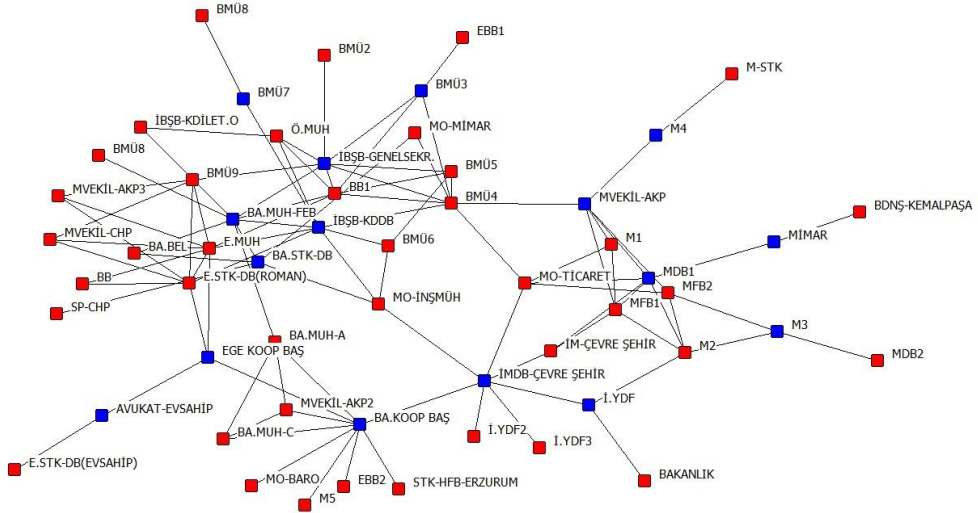 BMÜ8
EBB1
BMÜ2
M-STK
BMÜ7
BMÜ3
İBŞB-KDİLET.O
Ö.MUH
MO-MİMAR
M4
BMÜ8
İBŞB-GENELSEKR.
BMÜ5
BMÜ9
MVEKİL-AKP3
BB1
BMÜ4
MVEKİL-AKP
BDNŞ-KEMALPAŞA
BA.MUH-FEB
İBŞB-KDDB
MVEKİL-CHP
BA.BEL
E.MUH
BMÜ6
M1
MİMAR
BA.STK-DB
BB
E.STK-DB(ROMAN)
MO-TİCARET
MDB1
MFB2
SP-CHP
MO-İNŞMÜH
MFB1
BA.MUH-A
M3
EGE KOOP BAŞ
İM-ÇEVRE ŞEHİR
M2
MDB2
İMDB-ÇEVRE ŞEHİR
MVEKİL-AKP2
İ.YDF
AVUKAT-EVSAHİP
BA.KOOP BAŞ
BA.MUH-C
İ.YDF2
İ.YDF3
E.STK-DB(EVSAHİP)
MO-BARO
EBB2
STK-HFB-ERZURUM
BAKANLIK
M5